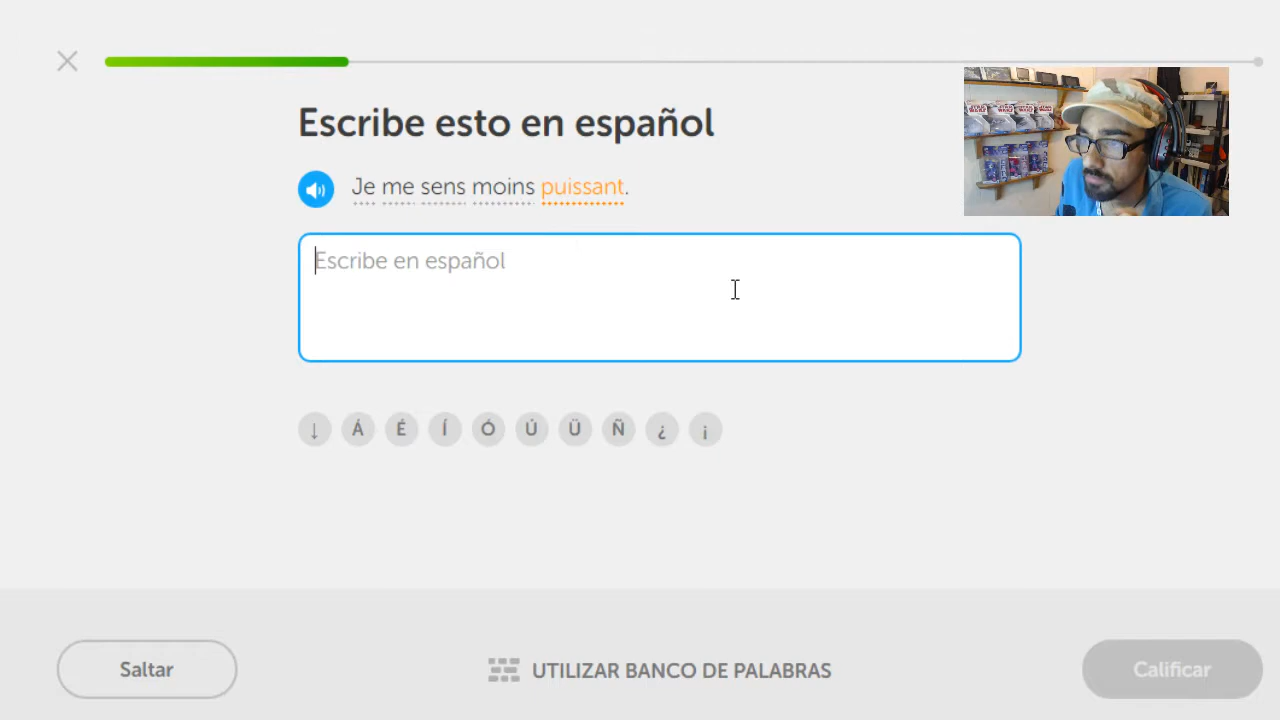 Escribe esto en español
Je me sens moins puissant.
Escribe en español
↓ Á É Í Ó Ú Ü Ñ ¿ ¡
Saltar
UTILIZAR BANCO DE PALABRAS
Calificar